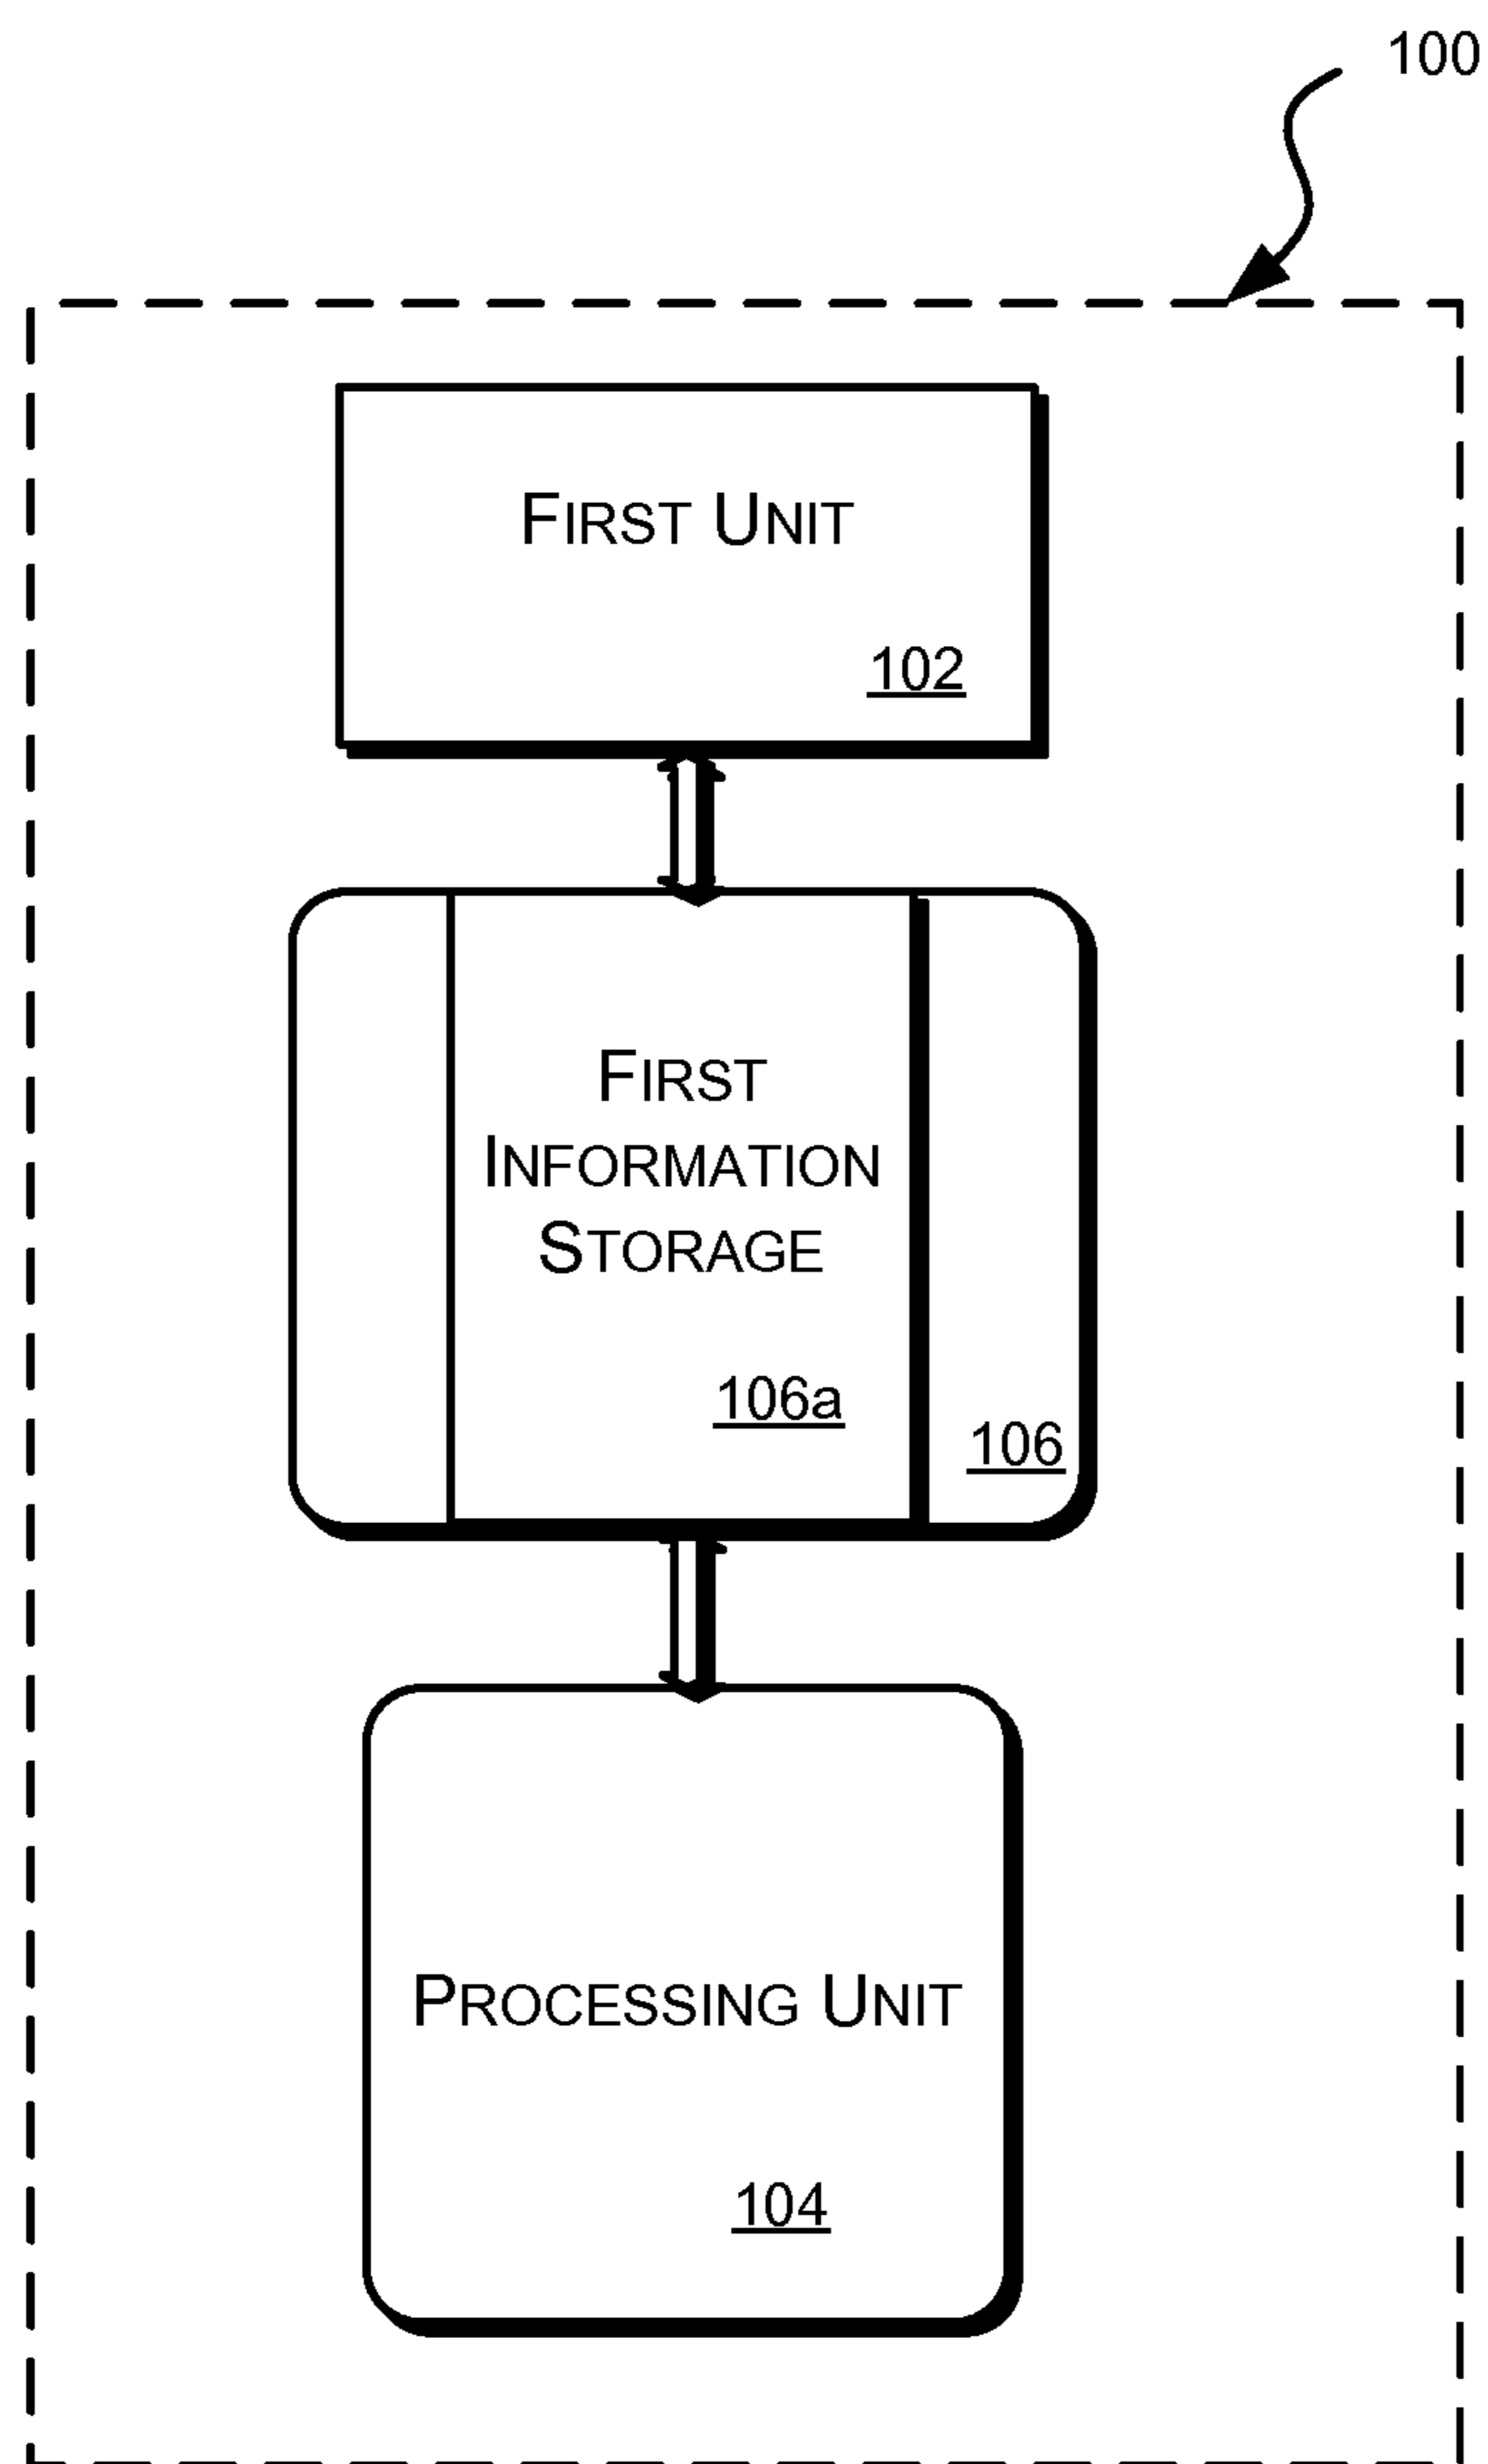 100
FIRST UNIT
102
FIRST
INFORMATION
STORAGE
106a
106
PROCESSING UNIT
104